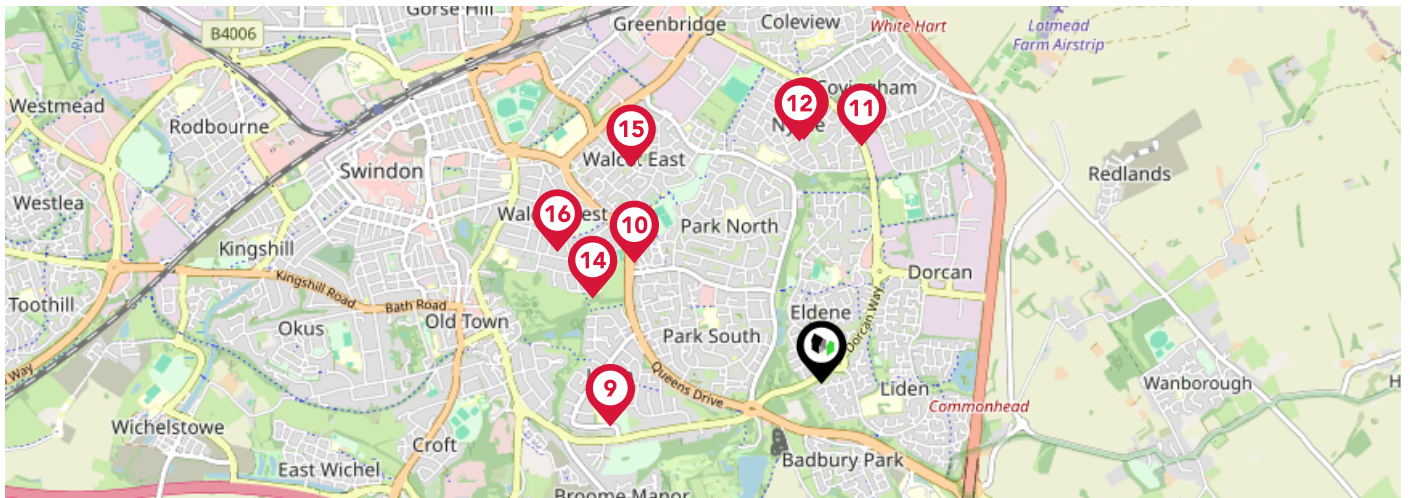 Gorse Hill
Greenbridge
Coleview
White Hart
Lotmead
Farm Airstrip
B4006
Westmead
Rodbourne
Covingham
12
11
15
Walcot East
Swindon
Redlands
Westlea
16
10
Park North
Kingshill
14
Dorcan
Kingshill Road
Bath Road
Toothill
Okus
Old Town
Eldene
Park South
Dorcan Way
Way
9
Queens Drive
Liden
Wanborough
H
Commonhead
Wichelstowe
Croft
East Wichel
Badbury Park
Broome Manor